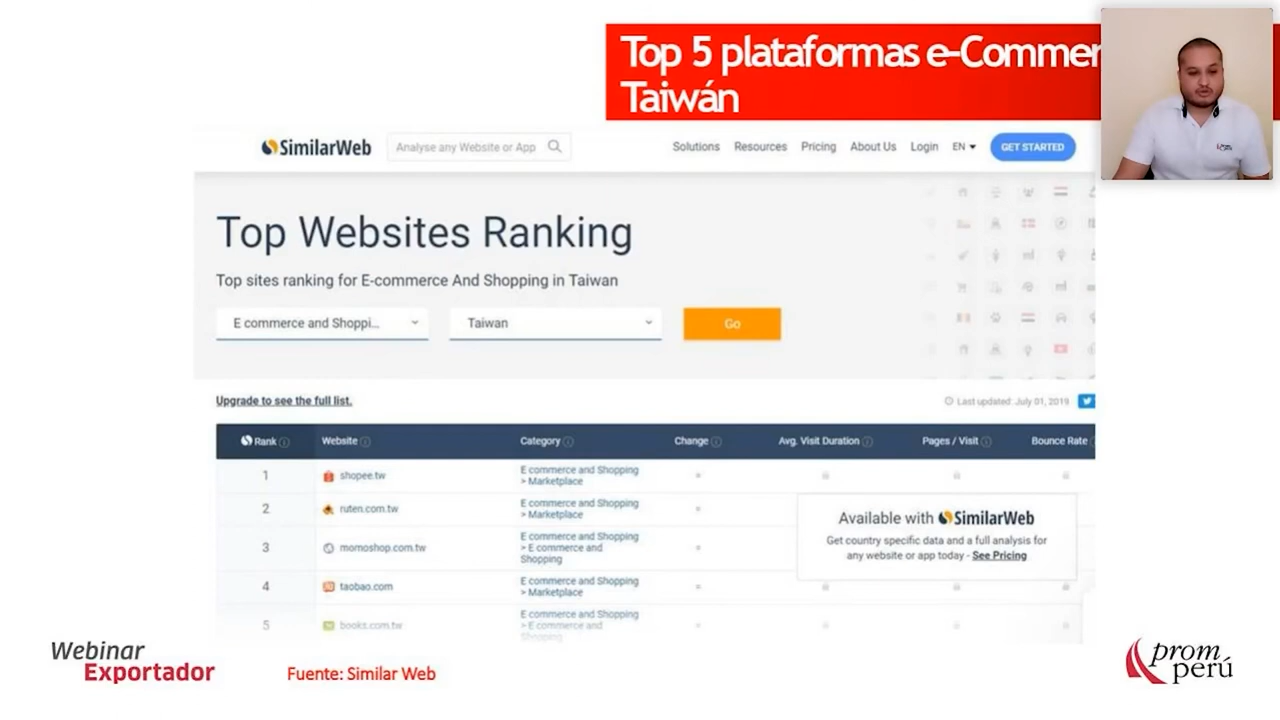 Top 5 plataformas e-Commer
Taiwán
SimilarWeb
Analyse any Website or App
Solutions
Resources
Pricing
About Us
Login
EN
GET STARTED
Top Websites Ranking
Top sites ranking for E-commerce And Shopping in Taiwan
E commerce and Shoppi...
Taiwan
Go
Upgrade to see the full list.
Last updated: July 01, 2019
Rank
Website
Category
Change
Avg. Visit Duration
Pages / Visit
Bounce Rate
1
shopee.tw
E commerce and Shopping
> Marketplace
=
2
ruten.com.tw
E commerce and Shopping
> Marketplace
=
3
momoshop.com.tw
E commerce and Shopping
> E commerce and
Shopping
=
4
taobao.com
E commerce and Shopping
> Marketplace
=
5
books.com.tw
E commerce and Shopping
> E commerce and
Shopping
=
Available with SimilarWeb
Get country specific data and a full analysis for
any website or app today - See Pricing
Webinar
Exportador
Fuente: Similar Web
prom
perú